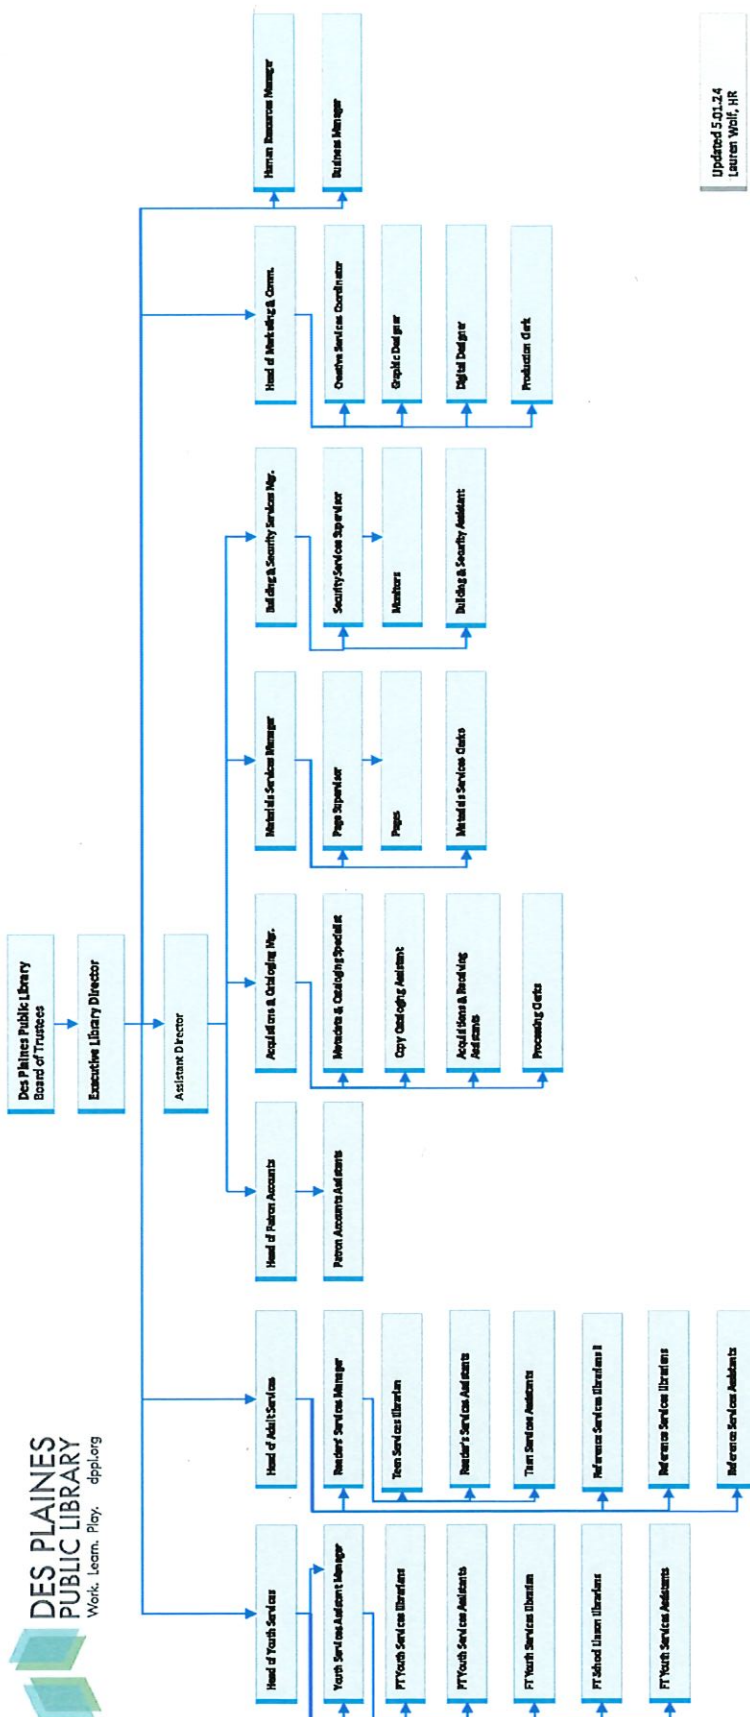 DES PLAINES
PUBLIC LIBRARY
Work. Learn. Play. dppl.org
Des Plaines Public Library
Board of Trustees
Executive Library Director
Assistant Director
Head of Youth Services
Youth Services Assistant Manager
PT Youth Services Librarians
PT Youth Services Assistants
FT Youth Services Librarian
FT School Liaison Librarians
FT Youth Services Assistants
Head of Adult Services
Readers' Services Manager
Teen Services Librarian
Reader's Services Assistants
Teen Services Assistants
Reference Services Librarians II
Reference Services Librarians
Reference Services Assistants
Head of Patron Accounts
Patron Accounts Assistants
Acquisitions & Cataloging Mgr.
Metadata & Cataloging Specialist
Copy Cataloging Assistant
Acquisitions & Receiving
Assistants
Processing Clerks
Materials Services Manager
Page Supervisor
Pages
Materials Services Clerks
Building & Security Services Mgr.
Security Services Supervisor
Monitors
Building & Security Assistant
Head of Marketing & Comm.
Creative Services Coordinator
Graphic Designer
Digital Designer
Production Clerk
Human Resources Manager
Business Manager
Updated 5.01.24
Lauren Wolf, HR